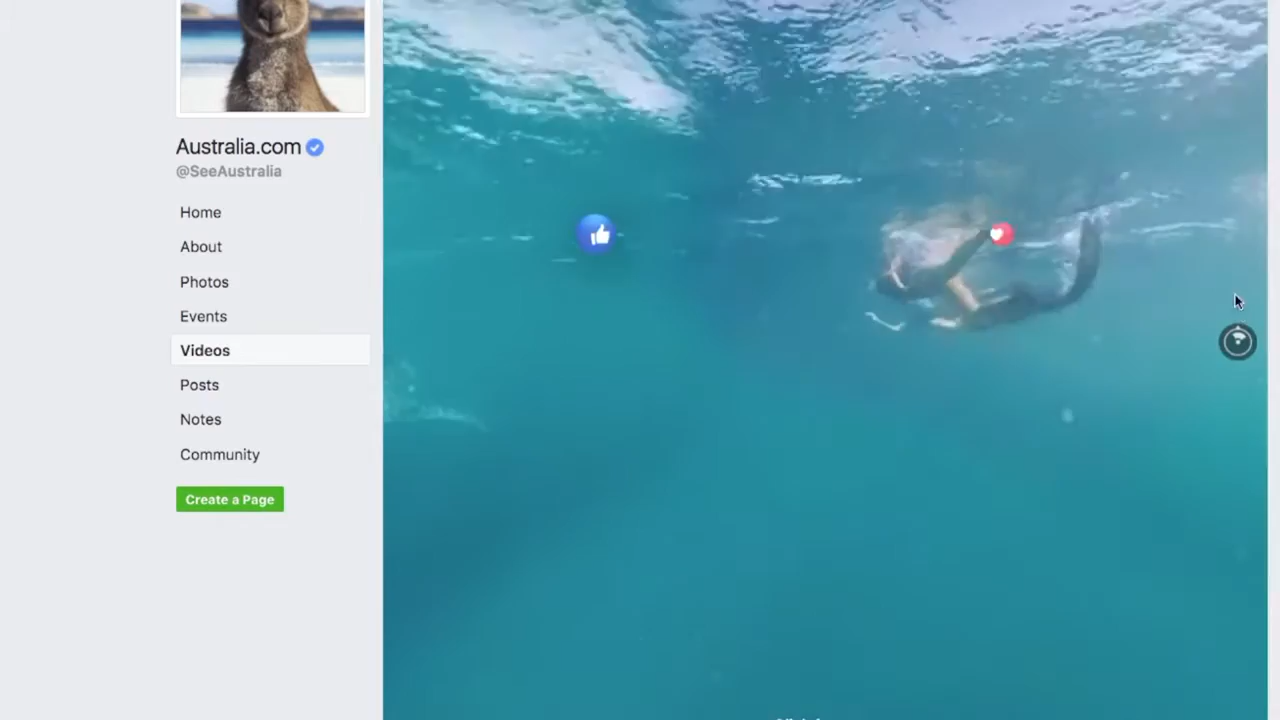 Australia.com
@SeeAustralia
Home
About
Photos
Events
Videos
Posts
Notes
Community
Create a Page